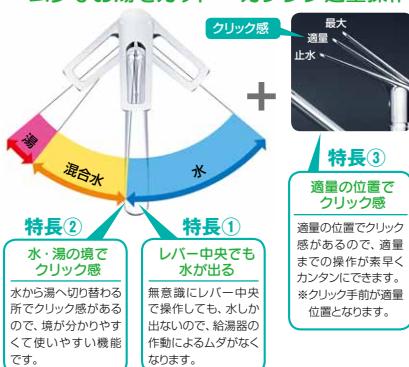 クリック感
最大
適量
止水
湯
混合水
水
特長③
適量の位置で
クリック感
適量の位置でクリック
感があるので、適量
までの操作が素早く
カンタンにできます。
※クリック手前が適量
位置となります。
特長②
水・湯の境で
クリック感
水から湯へ切り替わる
所でクリック感がある
ので、境が分かりやす
くて使いやすい機能
です。
特長①
レバー中央でも
水が出る
無意識にレバー中央
で操作しても、水しか
出ないので、給湯器の
作動によるムダがなく
なります。